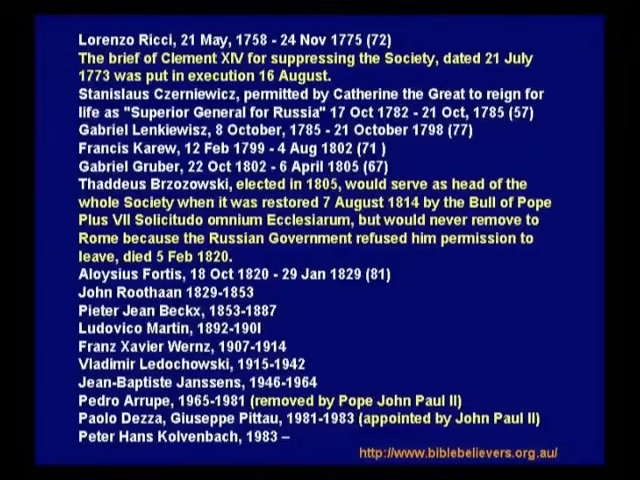 Lorenzo Ricci, 21 May, 1758 - 24 Nov 1775 (72)
The brief of Clement XIV for suppressing the Society, dated 21 July
1773 was put in execution 16 August.
Stanislaus Czerniewicz, permitted by Catherine the Great to reign for
life as "Superior General for Russia" 17 Oct 1782 - 21 Oct, 1785 (57)
Gabriel Lenkiewisz, 8 October, 1785 - 21 October 1798 (77)
Francis Karew, 12 Feb 1799 - 4 Aug 1802 (71 )
Gabriel Gruber, 22 Oct 1802 - 6 April 1805 (67)
Thaddeus Brzozowski, elected in 1805, would serve as head of the
whole Society when it was restored 7 August 1814 by the Bull of Pope
Plus VII Solicitudo omnium Ecclesiarum, but would never remove to
Rome because the Russian Government refused him permission to
leave, died 5 Feb 1820.
Aloysius Fortis, 18 Oct 1820 - 29 Jan 1829 (81)
John Roothaan 1829-1853
Pieter Jean Beckx, 1853-1887
Ludovico Martin, 1892-190l
Franz Xavier Wernz, 1907-1914
Vladimir Ledochowski, 1915-1942
Jean-Baptiste Janssens, 1946-1964
Pedro Arrupe, 1965-1981 (removed by Pope John Paul II)
Paolo Dezza, Giuseppe Pittau, 1981-1983 (appointed by John Paul II)
Peter Hans Kolvenbach, 1983 –
http://www.biblebelievers.org.au/